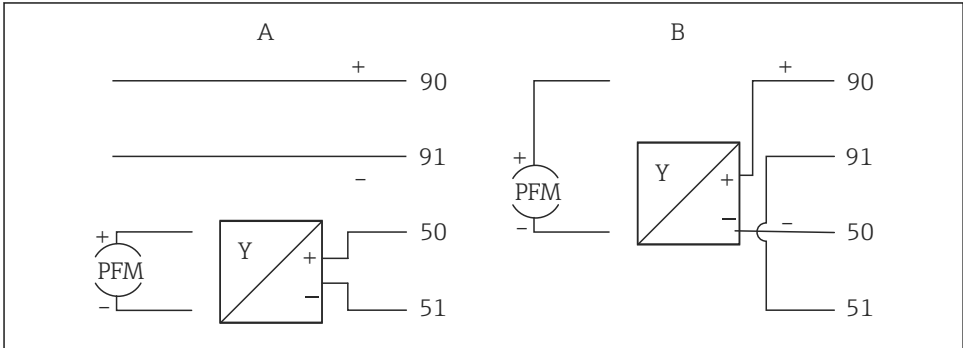 A
+ 90
91
−
+ 50
PFM Y +
−
− 51
B
+ 90
+ 91
PFM Y +
− − − 50
51